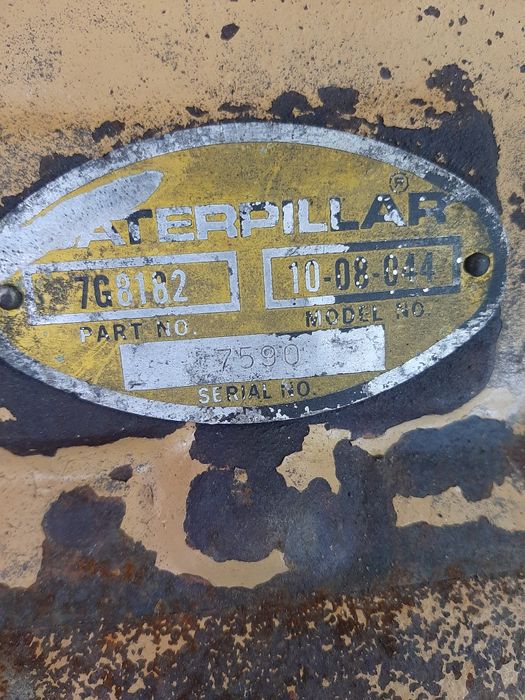 CATERPILLAR ®
7G8182 10-08-044
PART NO. MODEL NO.
7590
SERIAL NO.